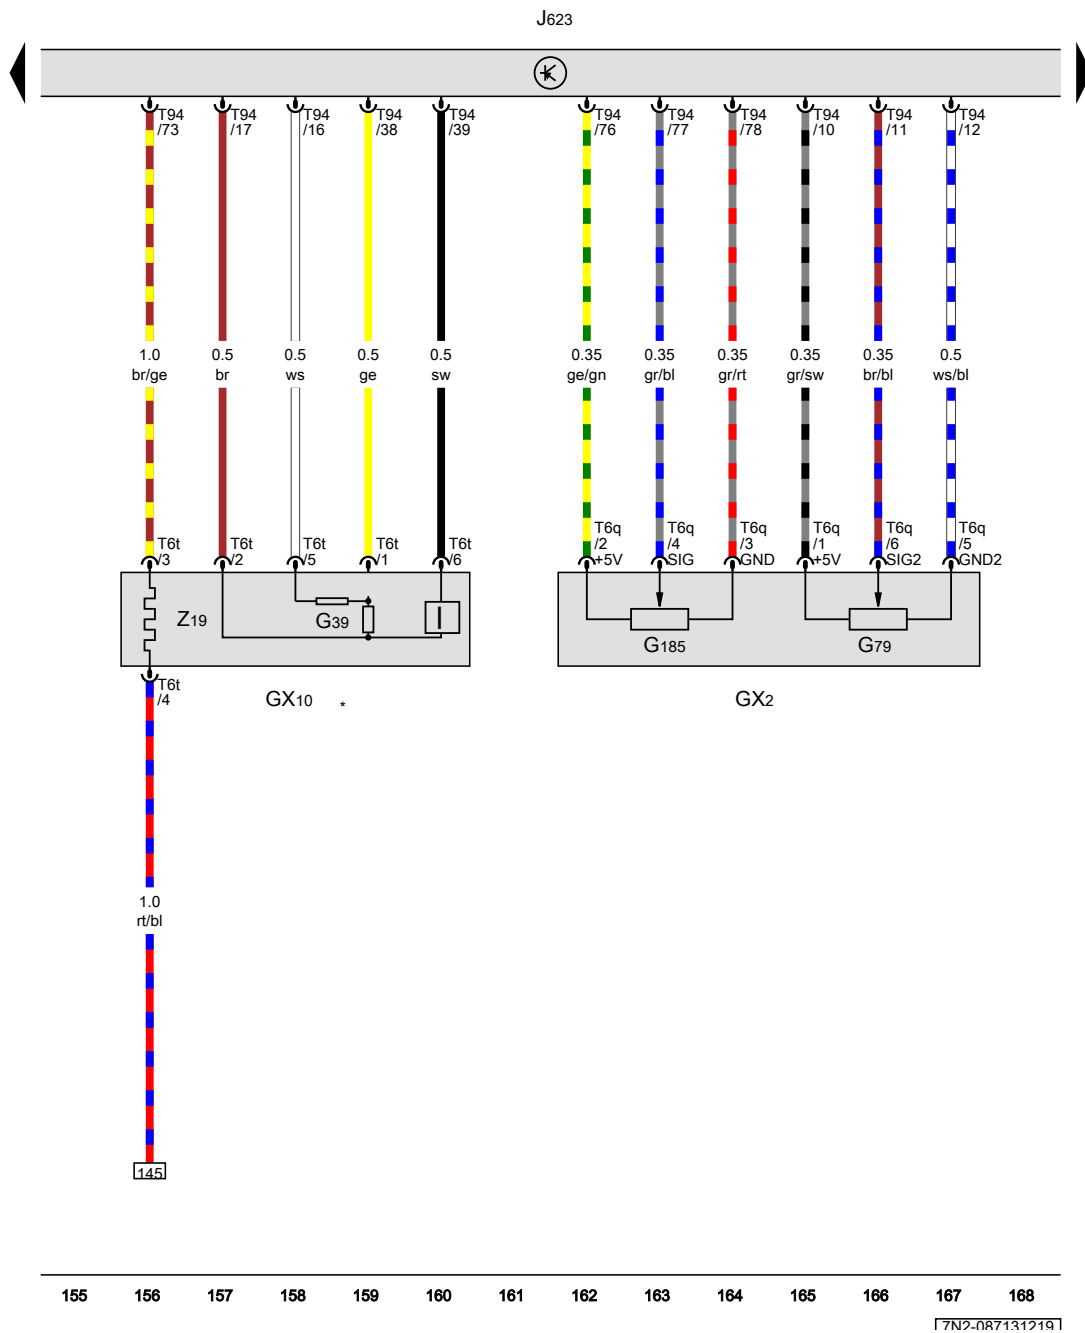 J623
T94 T94 T94 T94 T94 T94 T94 T94 T94 T94 T94
/73 /17 /16 /38 /39 /76 /77 /78 /10 /11 /12
1.0 0.5 0.5 0.5 0.5 0.35 0.35 0.35 0.35 0.35 0.5
br/ge br ws ge sw ge/gn gr/bl gr/rt gr/sw br/bl ws/bl
T6t T6t T6t T6t T6t T6q T6q T6q T6q T6q T6q
/3 /2 /5 /1 /6 /2 /4 /3 /1 /6 /5
+5V SIG GND +5V SIG2 GND2
Z19 G39 G185 G79
T6t
/4
GX10 * GX2
1.0
rt/bl
145
155 156 157 158 159 160 161 162 163 164 165 166 167 168
7N2-087131219